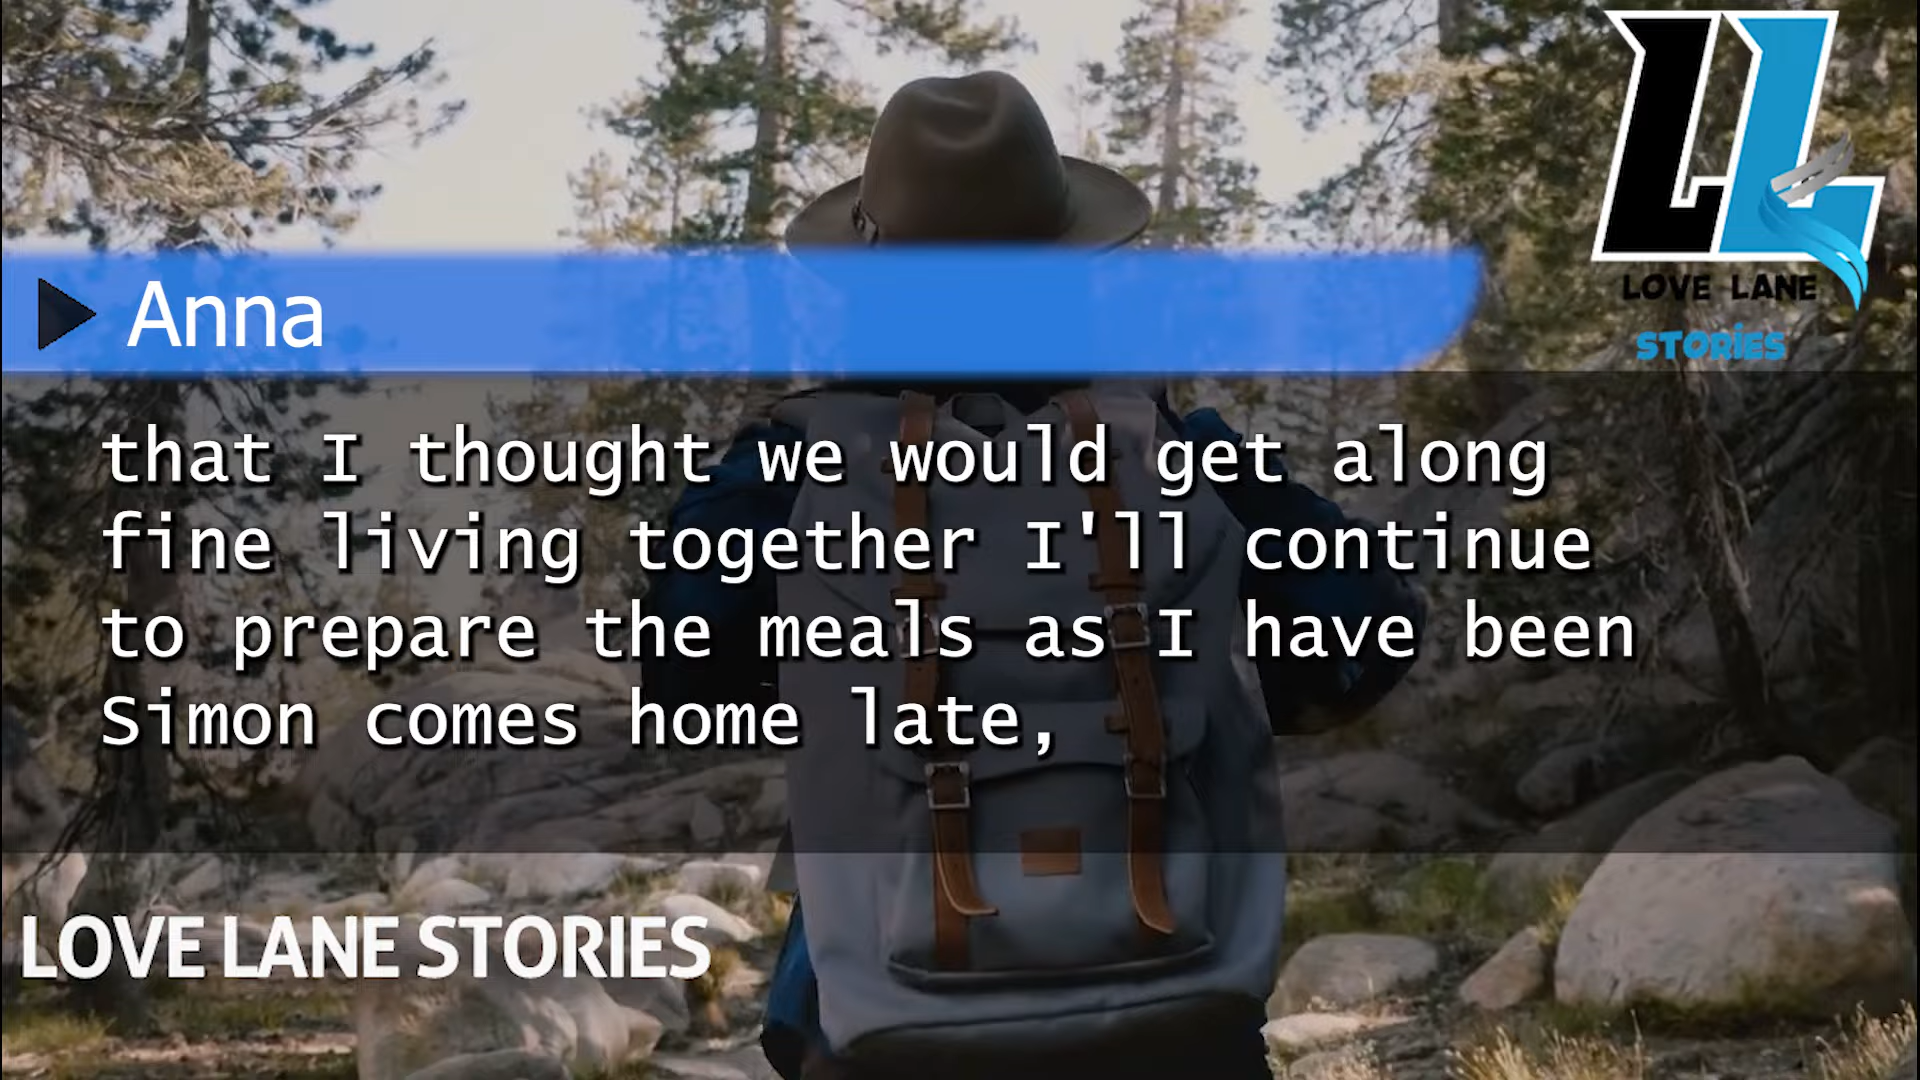 LL
LOVE LANE
STORIES
Anna
that I thought we would get along
fine living together I'll continue
to prepare the meals as I have been
Simon comes home late,
LOVE LANE STORIES